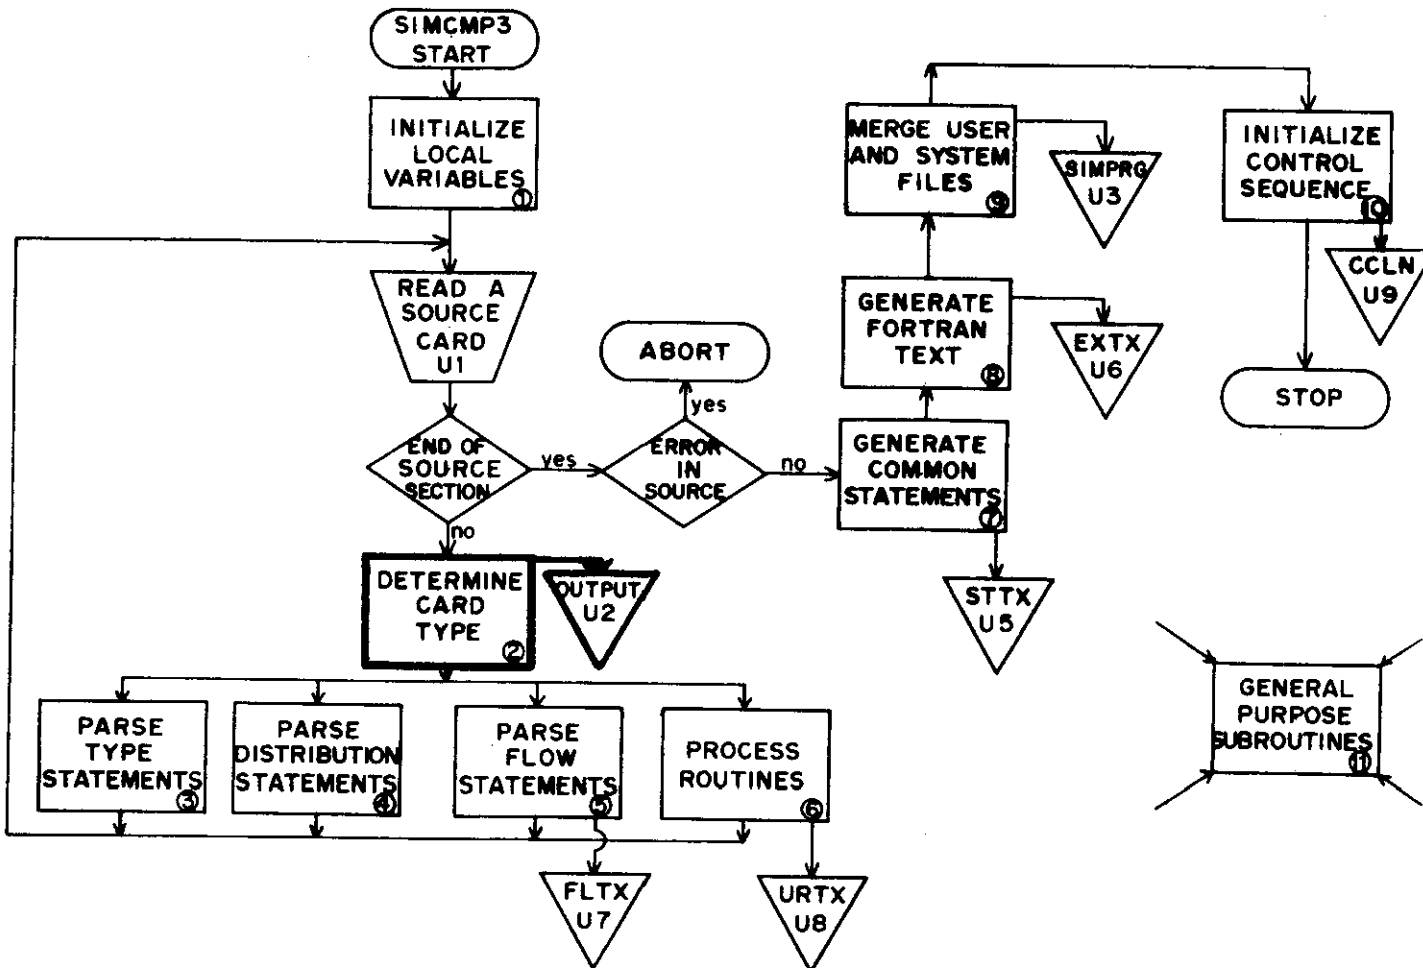 SIMCMP3
START
INITIALIZE
LOCAL
VARIABLES
①
READ A
SOURCE
CARD
U1
END OF
SOURCE
SECTION
yes
no
ERROR
IN
SOURCE
yes
no
ABORT
DETERMINE
CARD
TYPE
②
OUTPUT
U2
PARSE
TYPE
STATEMENTS
③
PARSE
DISTRIBUTION
STATEMENTS
④
PARSE
FLOW
STATEMENTS
⑤
PROCESS
ROUTINES
⑥
FLTX
U7
URTX
U8
GENERATE
COMMON
STATEMENTS
⑦
STTX
U5
GENERATE
FORTRAN
TEXT
⑧
EXTX
U6
MERGE USER
AND SYSTEM
FILES
⑨
SIMPRG
U3
INITIALIZE
CONTROL
SEQUENCE
⑩
CCLN
U9
STOP
GENERAL
PURPOSE
SUBROUTINES
⑪